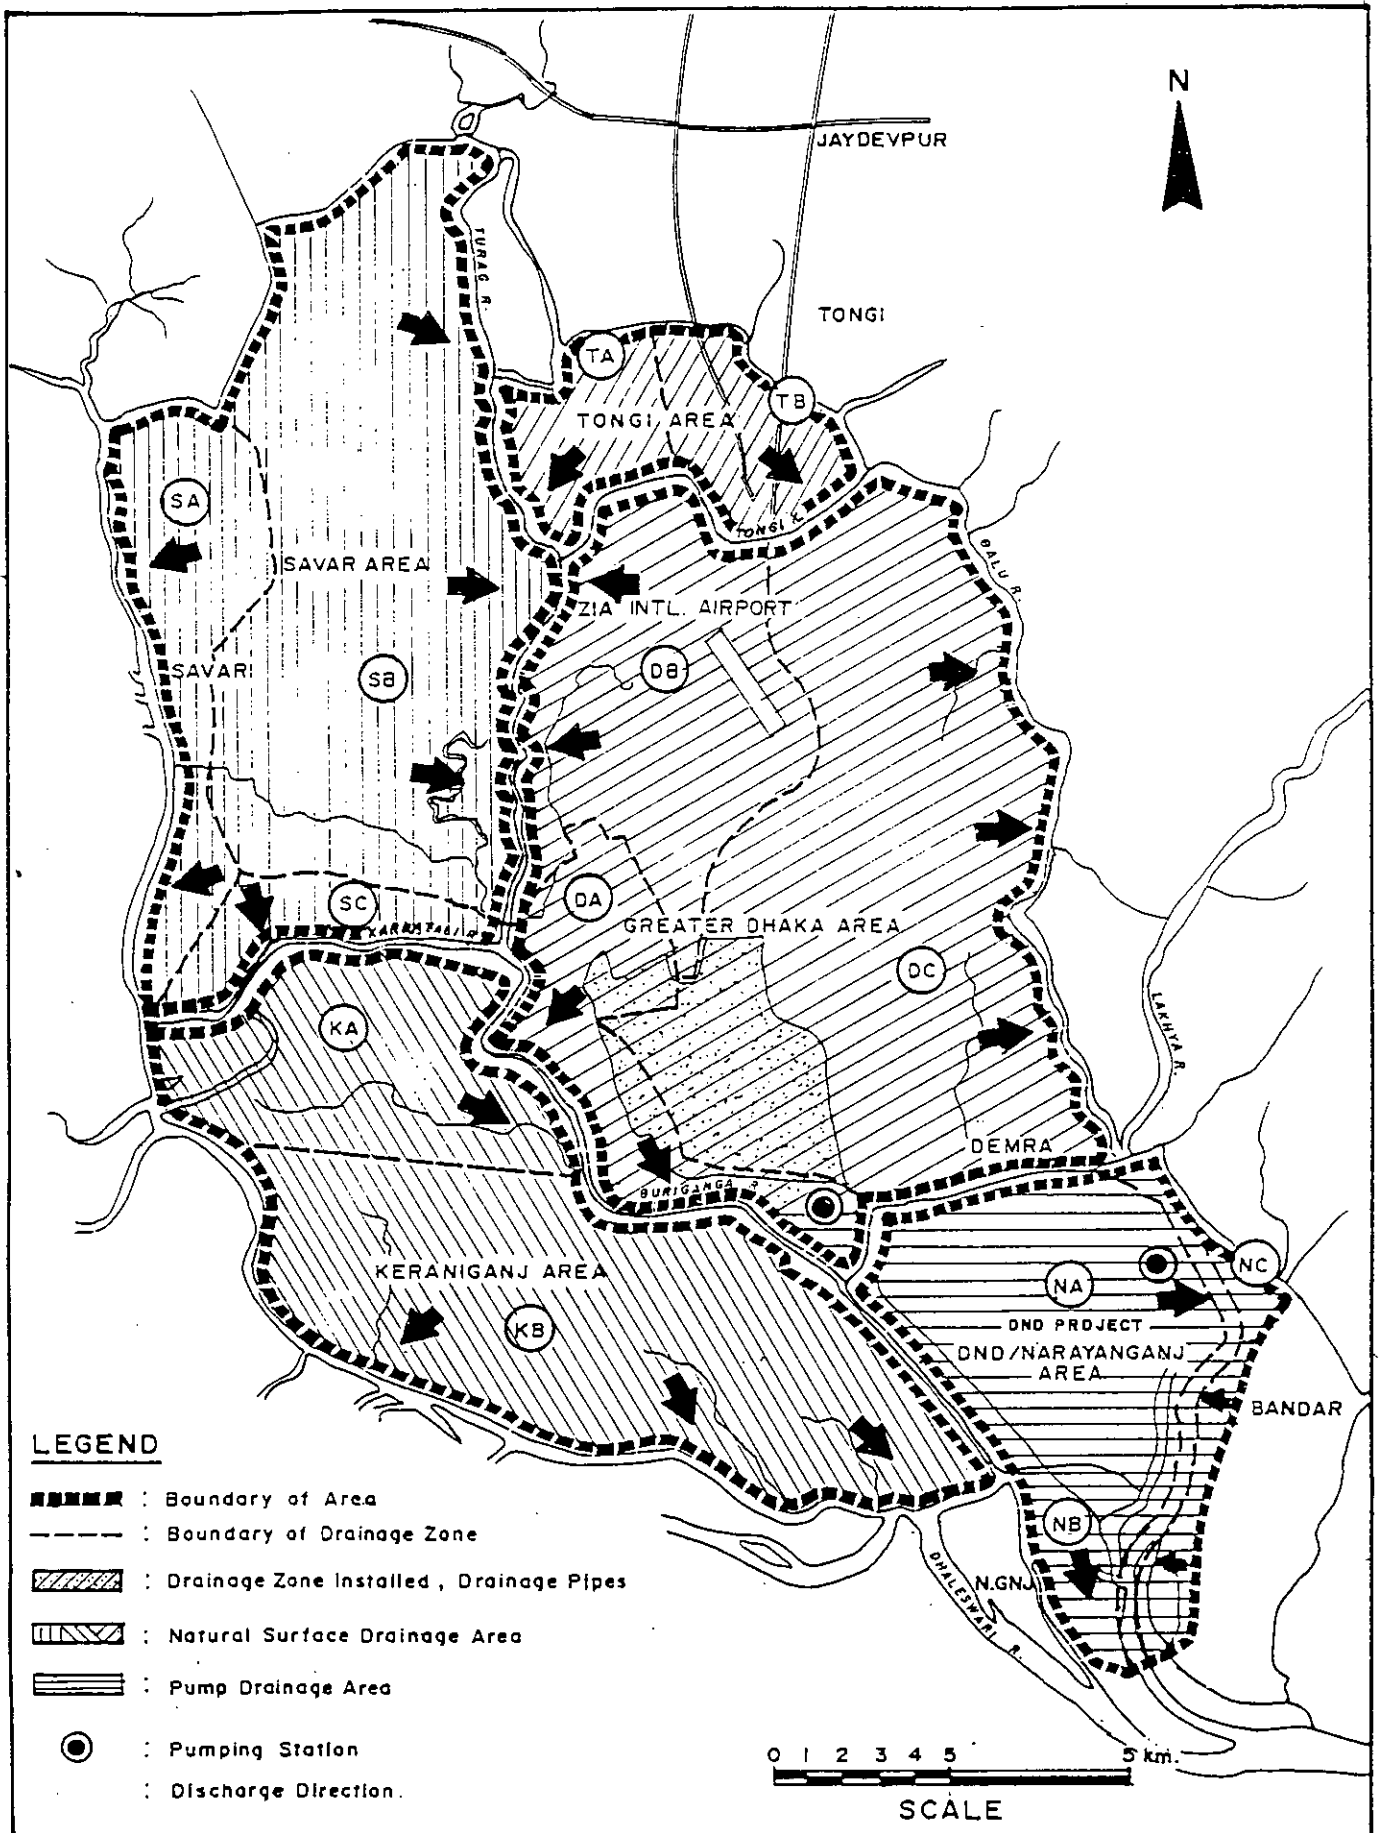 N
JAYDEVPUR
TURAG R.
TONGI
TA
TB
TONGI AREA
SA
TONGI K.
BALU R.
SAVAR AREA
ZIA INTL. AIRPORT
SAVAR
SB
DB
DA
SC
GREATER DHAKA AREA
KARNATALI R.
DC
KA
LAKHYA R.
DEMRA
BURIGANGA R.
KERANIGANJ AREA
NC
NA
KB
DND PROJECT
DND/NARAYANGANJ
AREA
BANDAR
LEGEND
: Boundary of Area
: Boundary of Drainage Zone
NB
: Drainage Zone Installed , Drainage Pipes
DHALESWARI R.
N.GNJ
: Natural Surface Drainage Area
: Pump Drainage Area
: Pumping Station
0 1 2 3 4 5 5 km.
: Discharge Direction.
SCALE